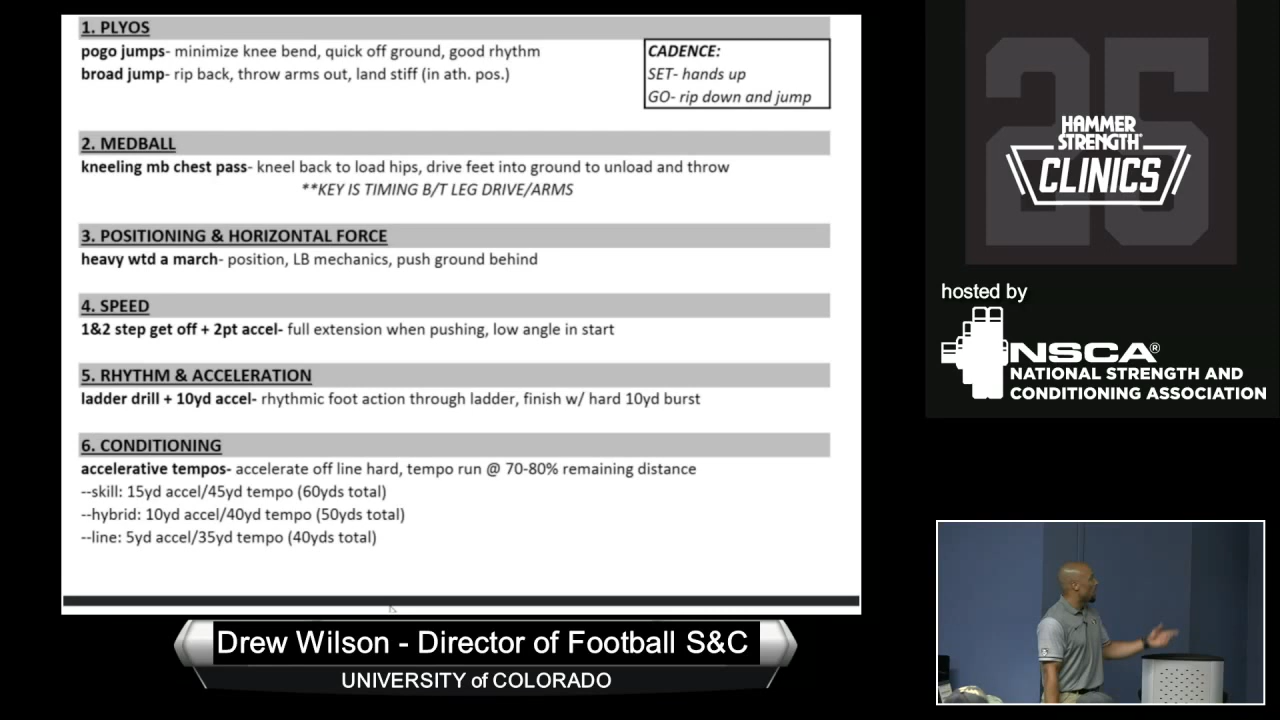 1. PLYOS
pogo jumps- minimize knee bend, quick off ground, good rhythm
broad jump- rip back, throw arms out, land stiff (in ath. pos.)
CADENCE:
SET- hands up
GO- rip down and jump
2. MEDBALL
kneeling mb chest pass- kneel back to load hips, drive feet into ground to unload and throw
**KEY IS TIMING B/T LEG DRIVE/ARMS
3. POSITIONING & HORIZONTAL FORCE
heavy wtd a march- position, LB mechanics, push ground behind
4. SPEED
1&2 step get off + 2pt accel- full extension when pushing, low angle in start
5. RHYTHM & ACCELERATION
ladder drill + 10yd accel- rhythmic foot action through ladder, finish w/ hard 10yd burst
6. CONDITIONING
accelerative tempos- accelerate off line hard, tempo run @ 70-80% remaining distance
--skill: 15yd accel/45yd tempo (60yds total)
--hybrid: 10yd accel/40yd tempo (50yds total)
--line: 5yd accel/35yd tempo (40yds total)
Drew Wilson - Director of Football S&C
UNIVERSITY of COLORADO
25
HAMMER
STRENGTH®
CLINICS
hosted by
NSCA®
NATIONAL STRENGTH AND
CONDITIONING ASSOCIATION